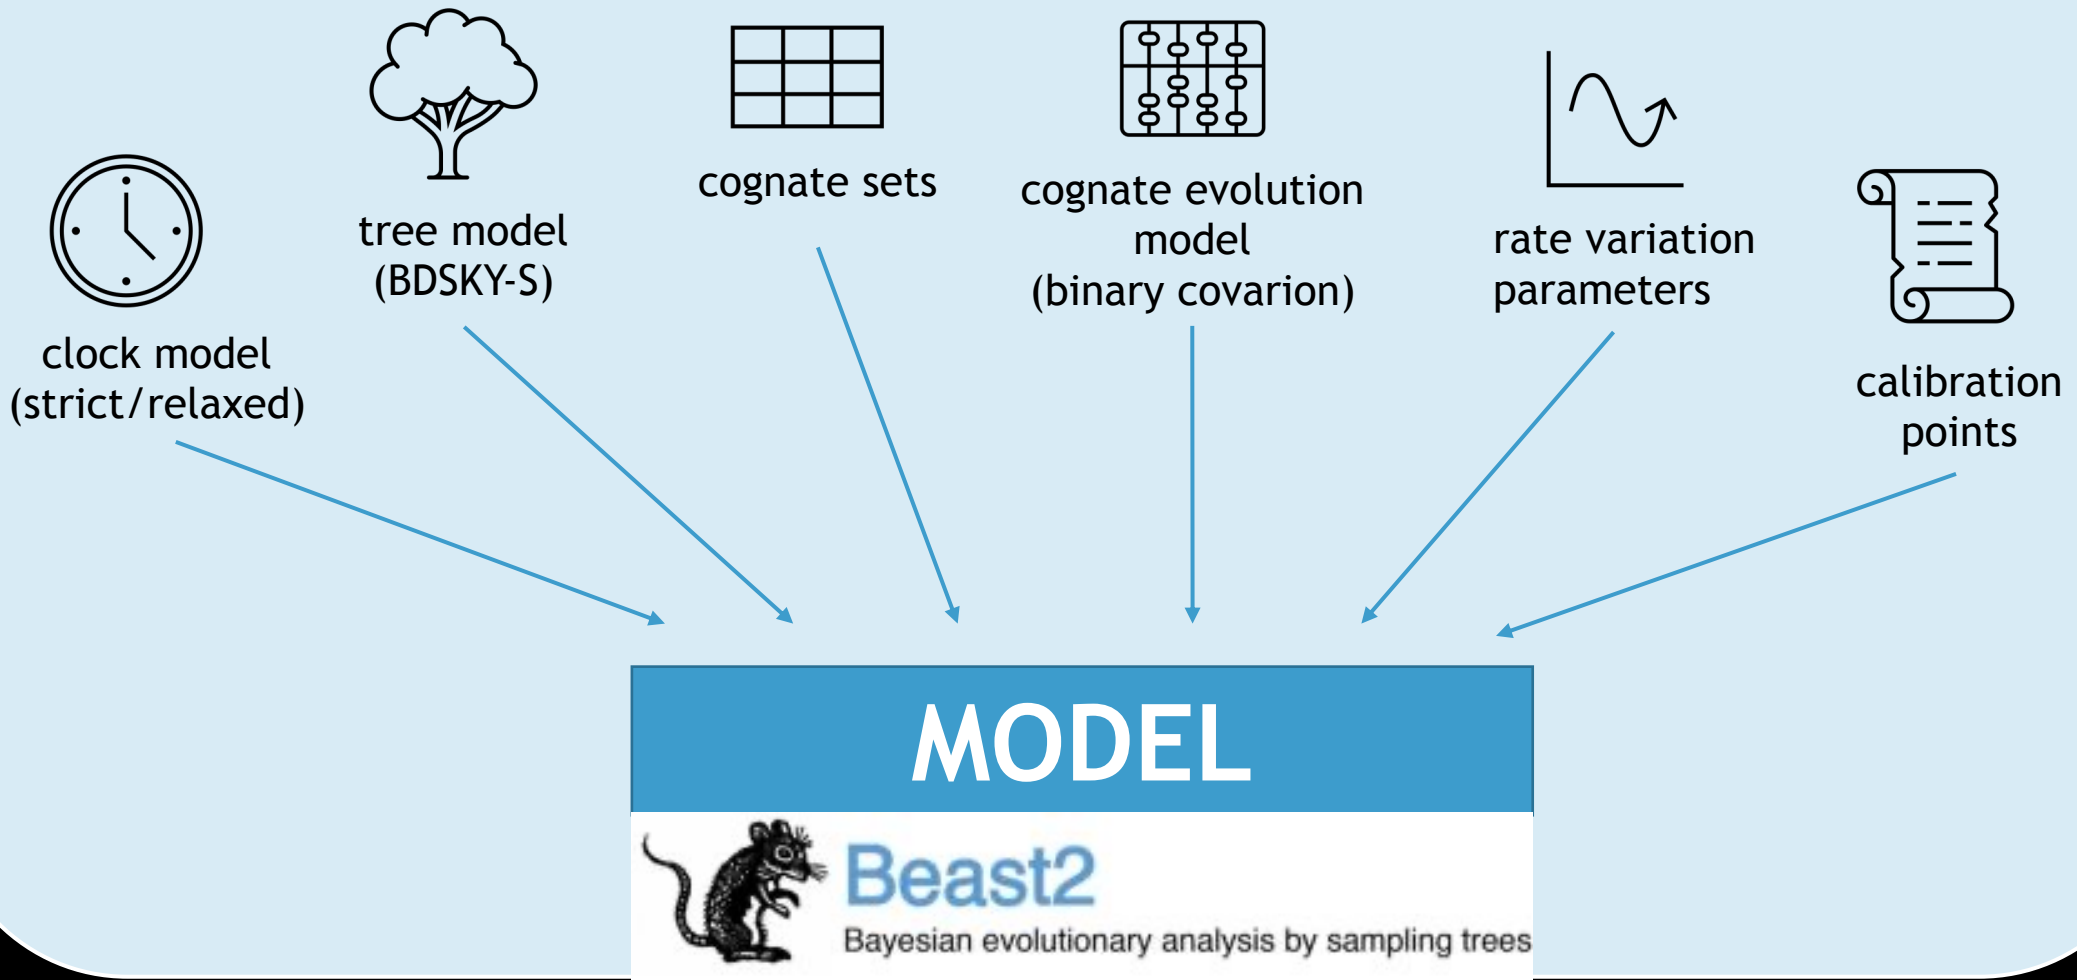 clock model
(strict/relaxed)
tree model
(BDSKY-S)
cognate sets
cognate evolution
model
(binary covarion)
rate variation
parameters
calibration
points
MODEL
Beast2
Bayesian evolutionary analysis by sampling trees